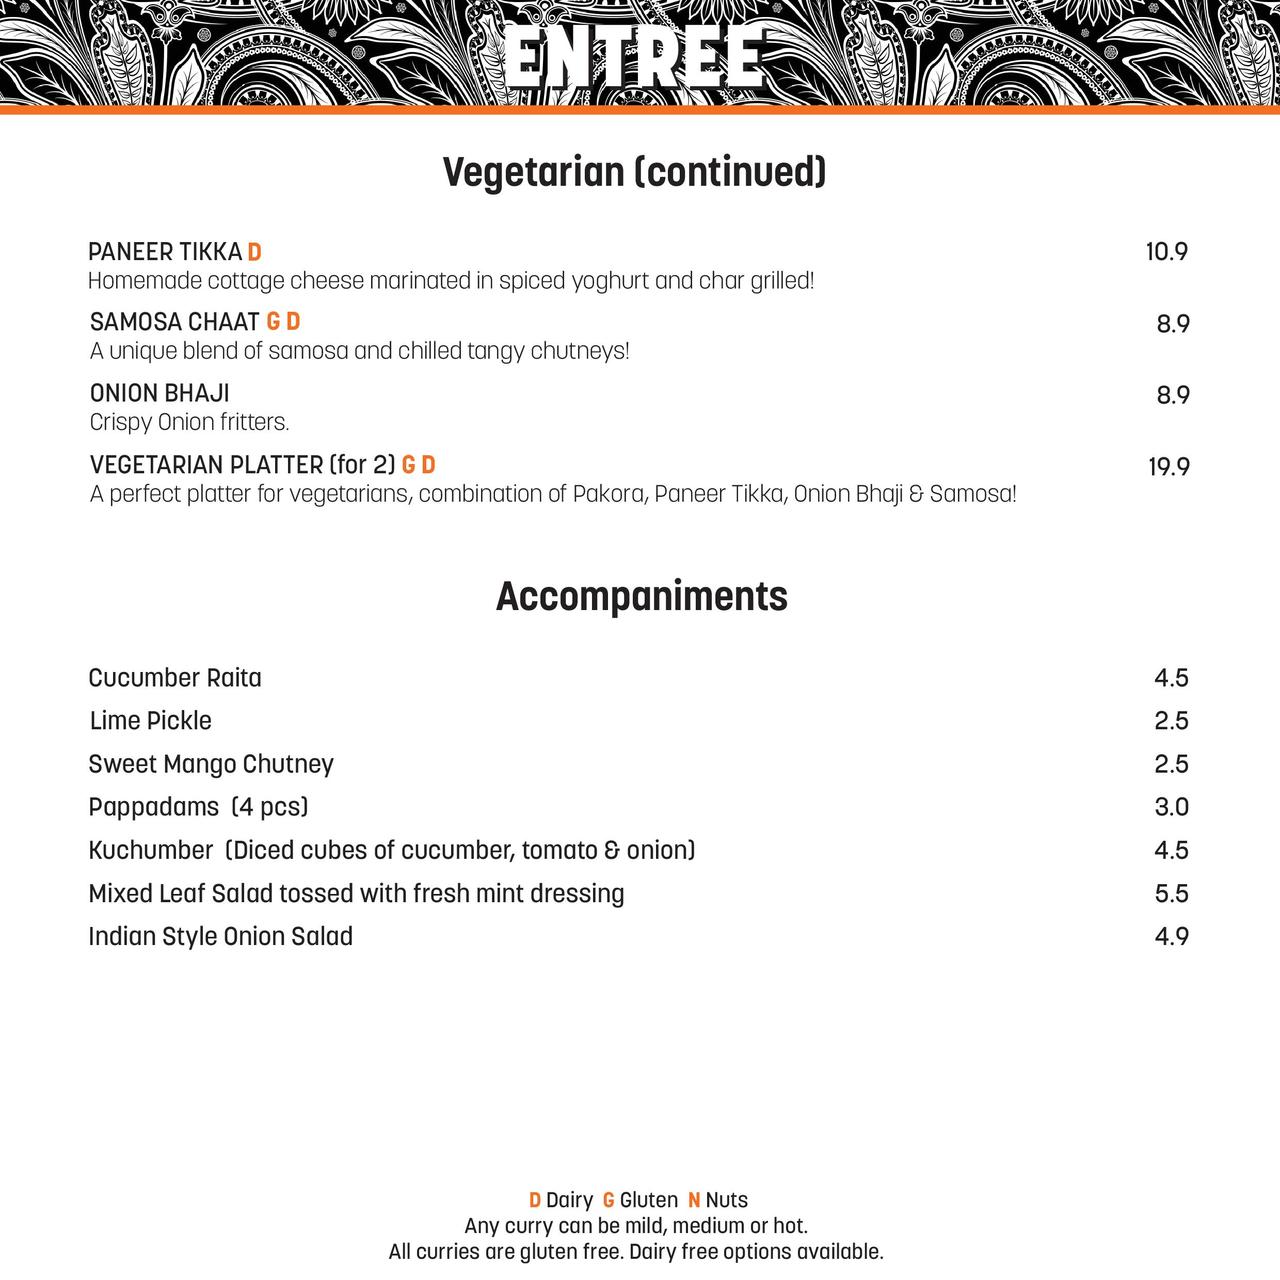 ENTREE
Vegetarian (continued)
PANEER TIKKA D 10.9
Homemade cottage cheese marinated in spiced yoghurt and char grilled!
SAMOSA CHAAT G D 8.9
A unique blend of samosa and chilled tangy chutneys!
ONION BHAJI 8.9
Crispy Onion fritters.
VEGETARIAN PLATTER (for 2) G D 19.9
A perfect platter for vegetarians, combination of Pakora, Paneer Tikka, Onion Bhaji & Samosa!
Accompaniments
Cucumber Raita 4.5
Lime Pickle 2.5
Sweet Mango Chutney 2.5
Pappadams (4 pcs) 3.0
Kuchumber (Diced cubes of cucumber, tomato & onion) 4.5
Mixed Leaf Salad tossed with fresh mint dressing 5.5
Indian Style Onion Salad 4.9
D Dairy G Gluten N Nuts
Any curry can be mild, medium or hot.
All curries are gluten free. Dairy free options available.